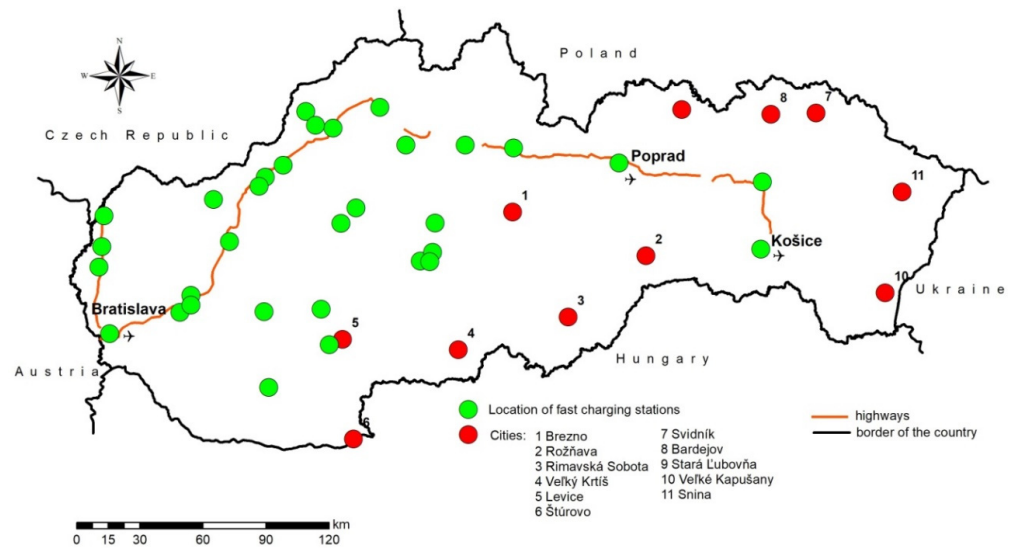 N
W
E
S
Poland
Czech Republic
9
8
7
Poprad
11
1
Košice
2
10
Ukraine
Bratislava
3
5
4
Hungary
Austria
6
Location of fast charging stations
Cities:
1 Brezno
2 Rožňava
3 Rimavská Sobota
4 Veľký Krtíš
5 Levice
6 Štúrovo
7 Svidník
8 Bardejov
9 Stará Ľubovňa
10 Veľké Kapušany
11 Snina
highways
border of the country
km
0 15 30 60 90 120